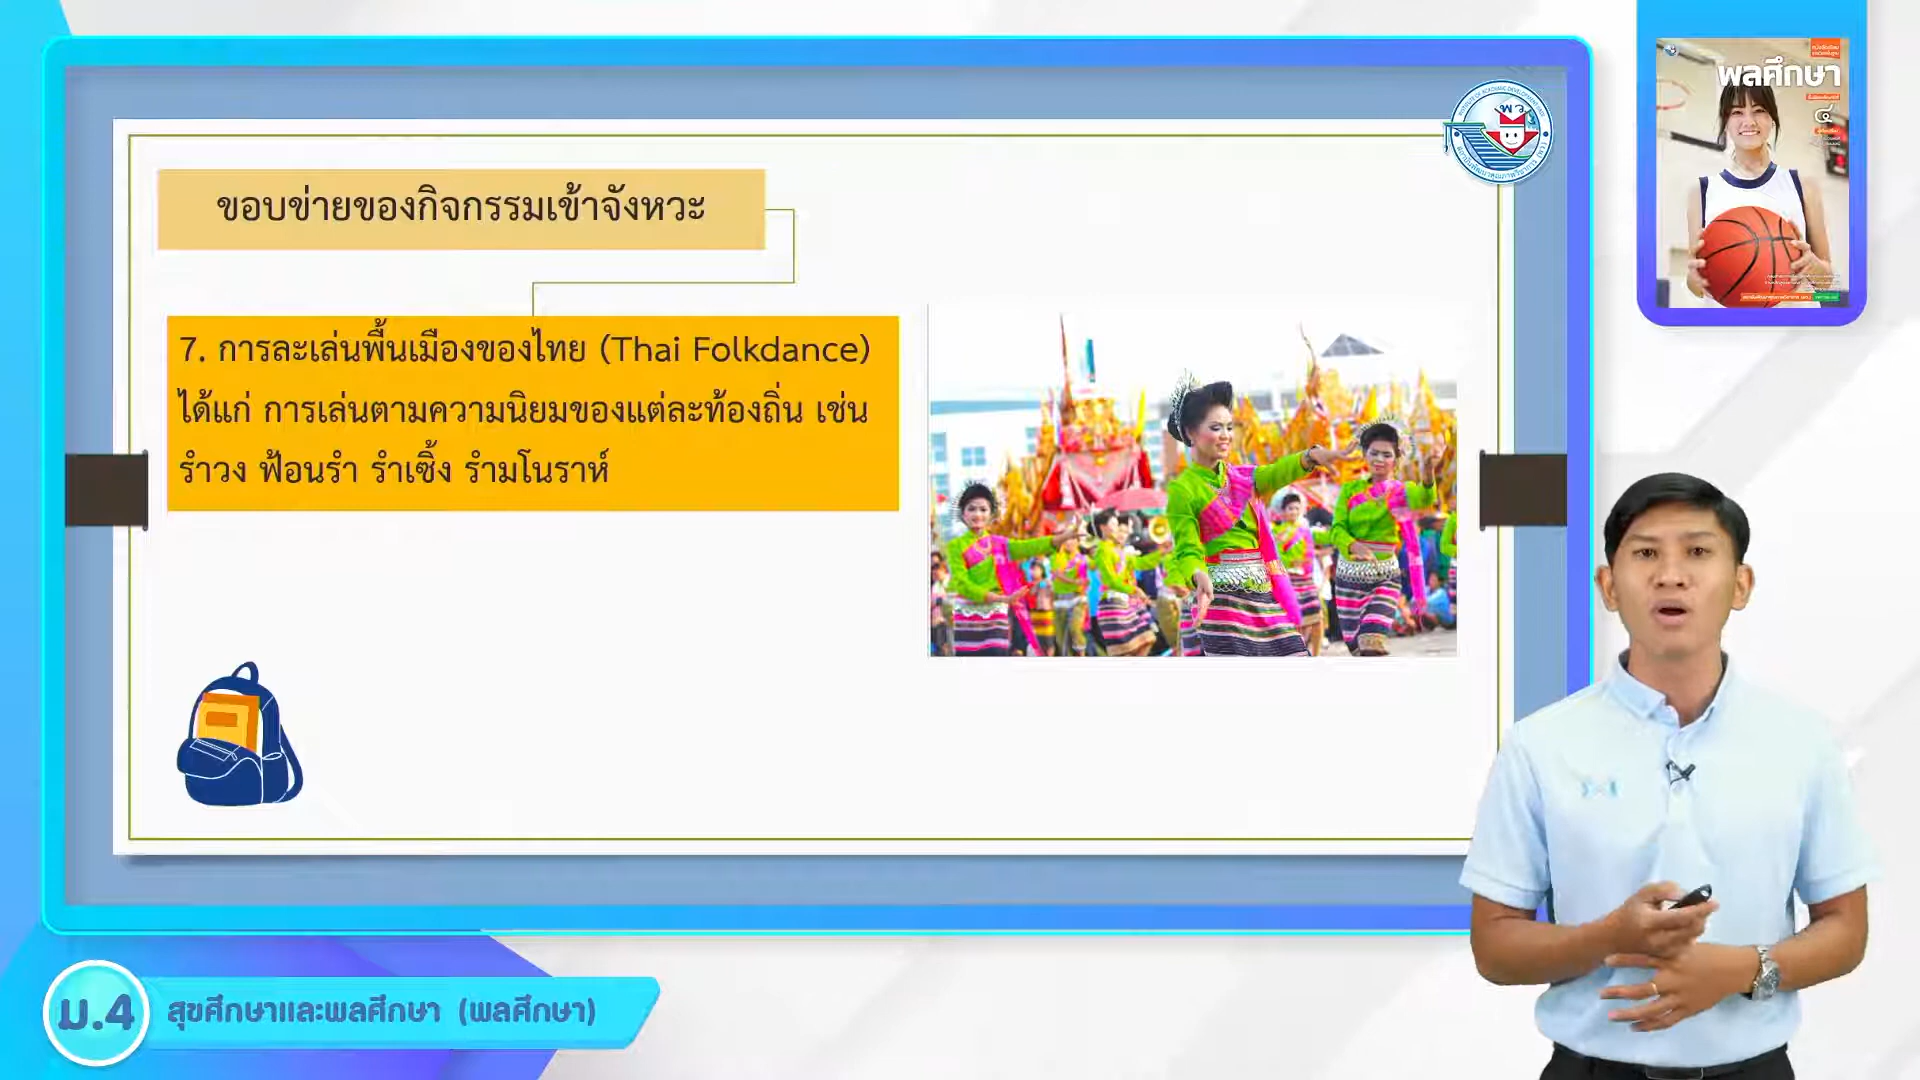 ขอบข่ายของกิจกรรมเข้าจังหวะ
7. การละเล่นพื้นเมืองของไทย (Thai Folkdance)
ได้แก่ การเล่นตามความนิยมของแต่ละท้องถิ่น เช่น
รำวง ฟ้อนรำ รำเซิ้ง รำมโนราห์
พว
พลศึกษา
๔
ม.4
สุขศึกษาและพลศึกษา (พลศึกษา)